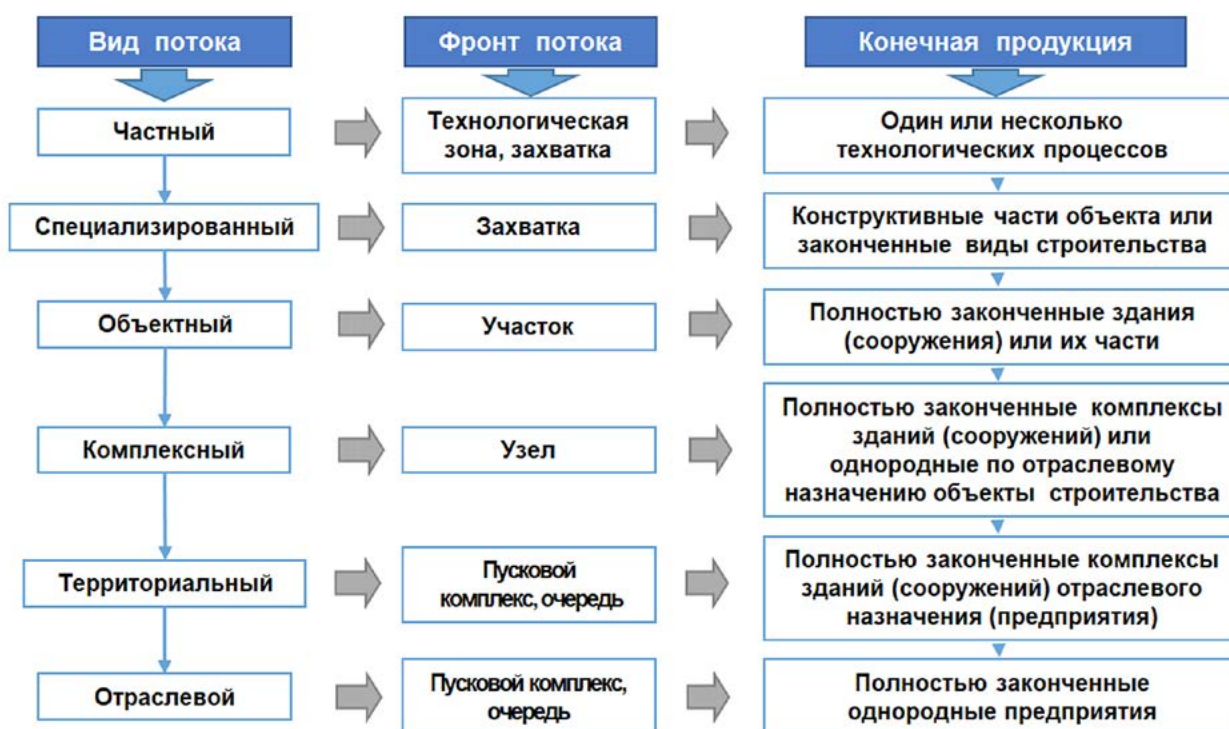 Вид потока
Фронт потока
Конечная продукция
Частный
Технологическая
зона, захватка
Один или несколько
технологических процессов
Специализированный
Захватка
Конструктивные части объекта или
законченные виды строительства
Объектный
Участок
Полностью законченные здания
(сооружения) или их части
Комплексный
Узел
Полностью законченные комплексы
зданий (сооружений) или
однородные по отраслевому
назначению объекты строительства
Территориальный
Пусковой
комплекс, очередь
Полностью законченные комплексы
зданий (сооружений) отраслевого
назначения (предприятия)
Отраслевой
Пусковой комплекс,
очередь
Полностью законченные
однородные предприятия